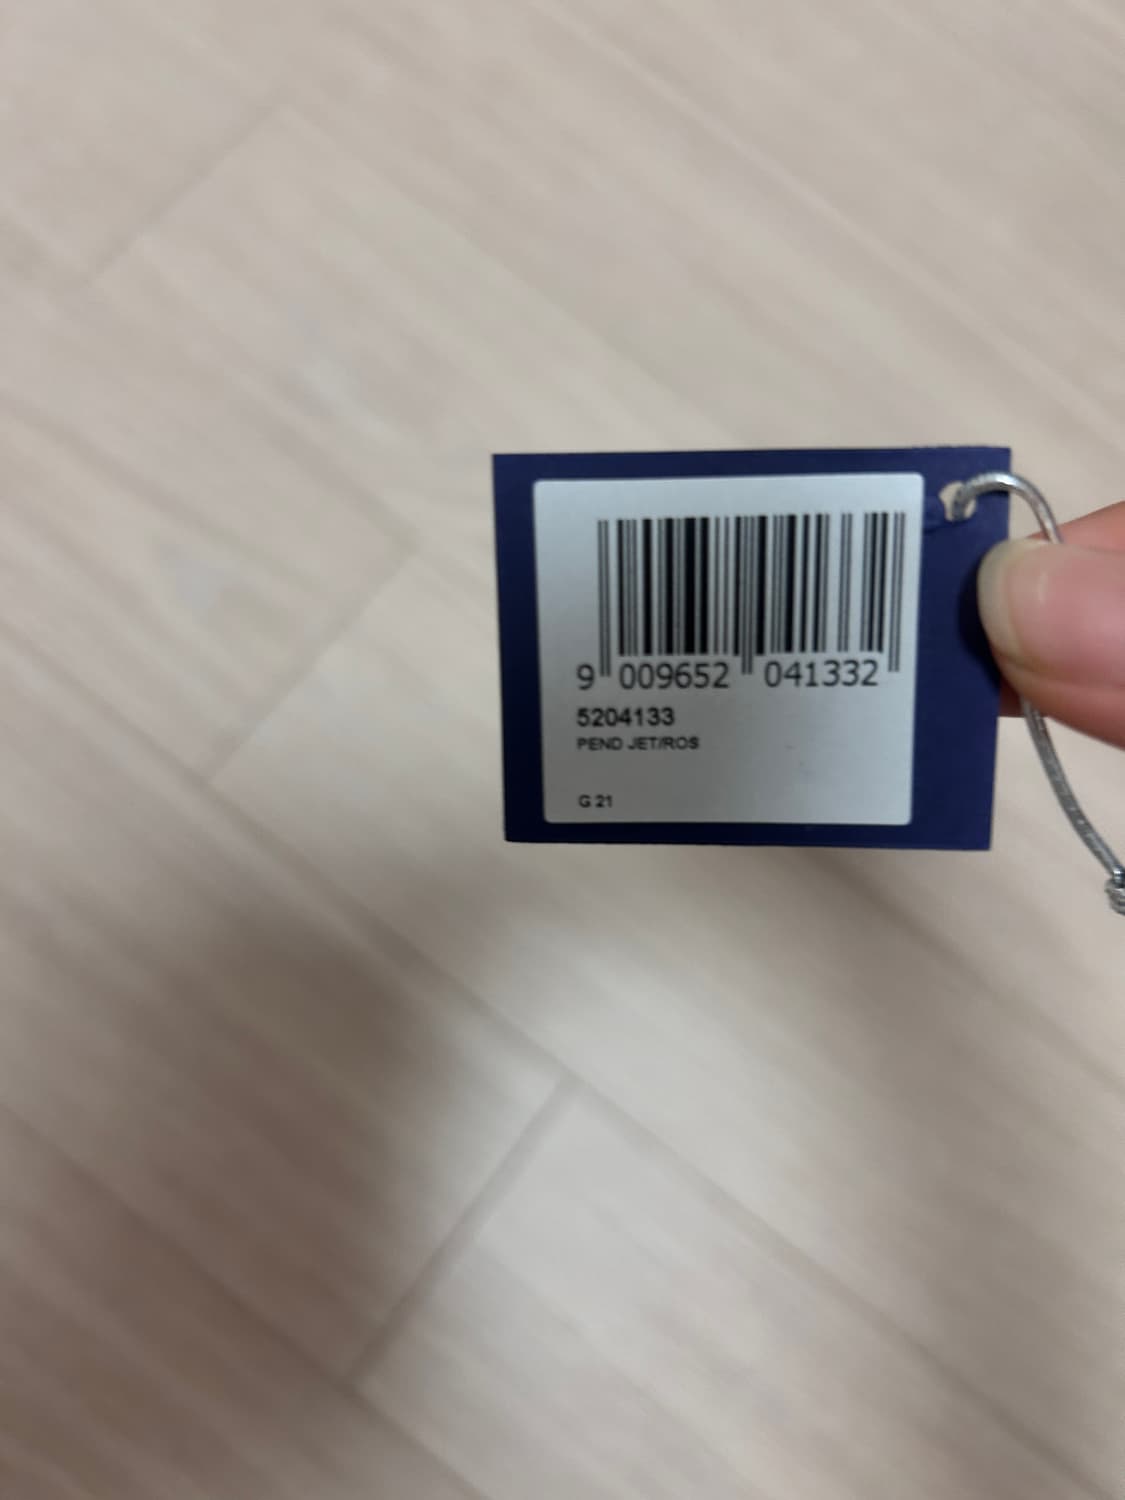 9 009652 041332
5204133
PEND JET/ROS
G 21